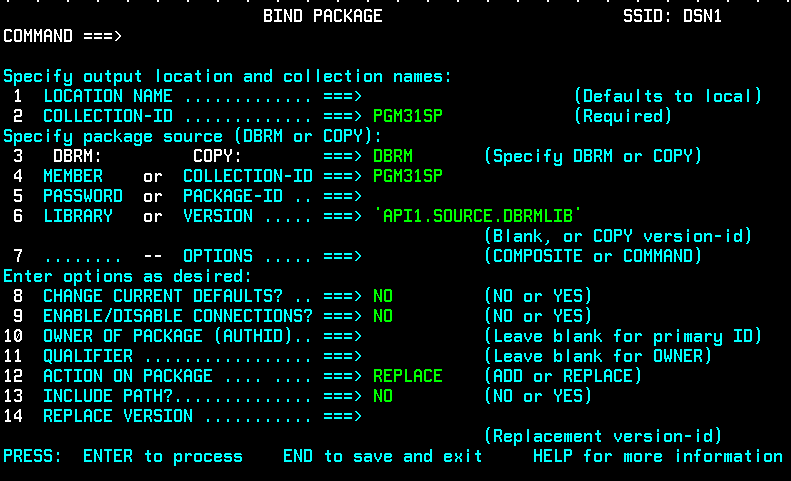 BIND PACKAGE SSID: DSN1
COMMAND ===>
Specify output location and collection names:
1 LOCATION NAME ............. ===> (Defaults to local)
2 COLLECTION-ID ............. ===> PGM31SP (Required)
Specify package source (DBRM or COPY):
3 DBRM: COPY: ===> DBRM (Specify DBRM or COPY)
4 MEMBER or COLLECTION-ID ===> PGM31SP
5 PASSWORD or PACKAGE-ID .. ===>
6 LIBRARY or VERSION ..... ===> 'API1.SOURCE.DBRMLIB'
(Blank, or COPY version-id)
7 ........ -- OPTIONS ..... ===> (COMPOSITE or COMMAND)
Enter options as desired:
8 CHANGE CURRENT DEFAULTS? .. ===> NO (NO or YES)
9 ENABLE/DISABLE CONNECTIONS? ===> NO (NO or YES)
10 OWNER OF PACKAGE (AUTHID).. ===> (Leave blank for primary ID)
11 QUALIFIER ................. ===> (Leave blank for OWNER)
12 ACTION ON PACKAGE .... .... ===> REPLACE (ADD or REPLACE)
13 INCLUDE PATH?.............. ===> NO (NO or YES)
14 REPLACE VERSION ........... ===>
(Replacement version-id)
PRESS: ENTER to process END to save and exit HELP for more information